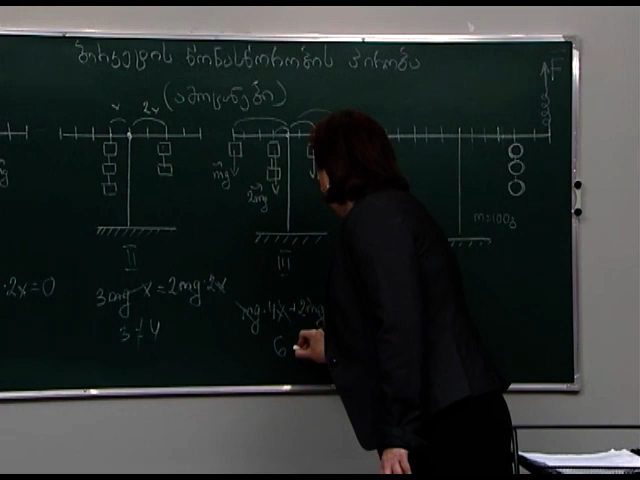 ბერკეტის წონასწორობის პირობა
(ამოცანები)
x 2x
F
mg
2mg
m=100გ
II
III
·2x=0
3mg·x=2mg·2x
3≠4
mg·4x+2mg
6